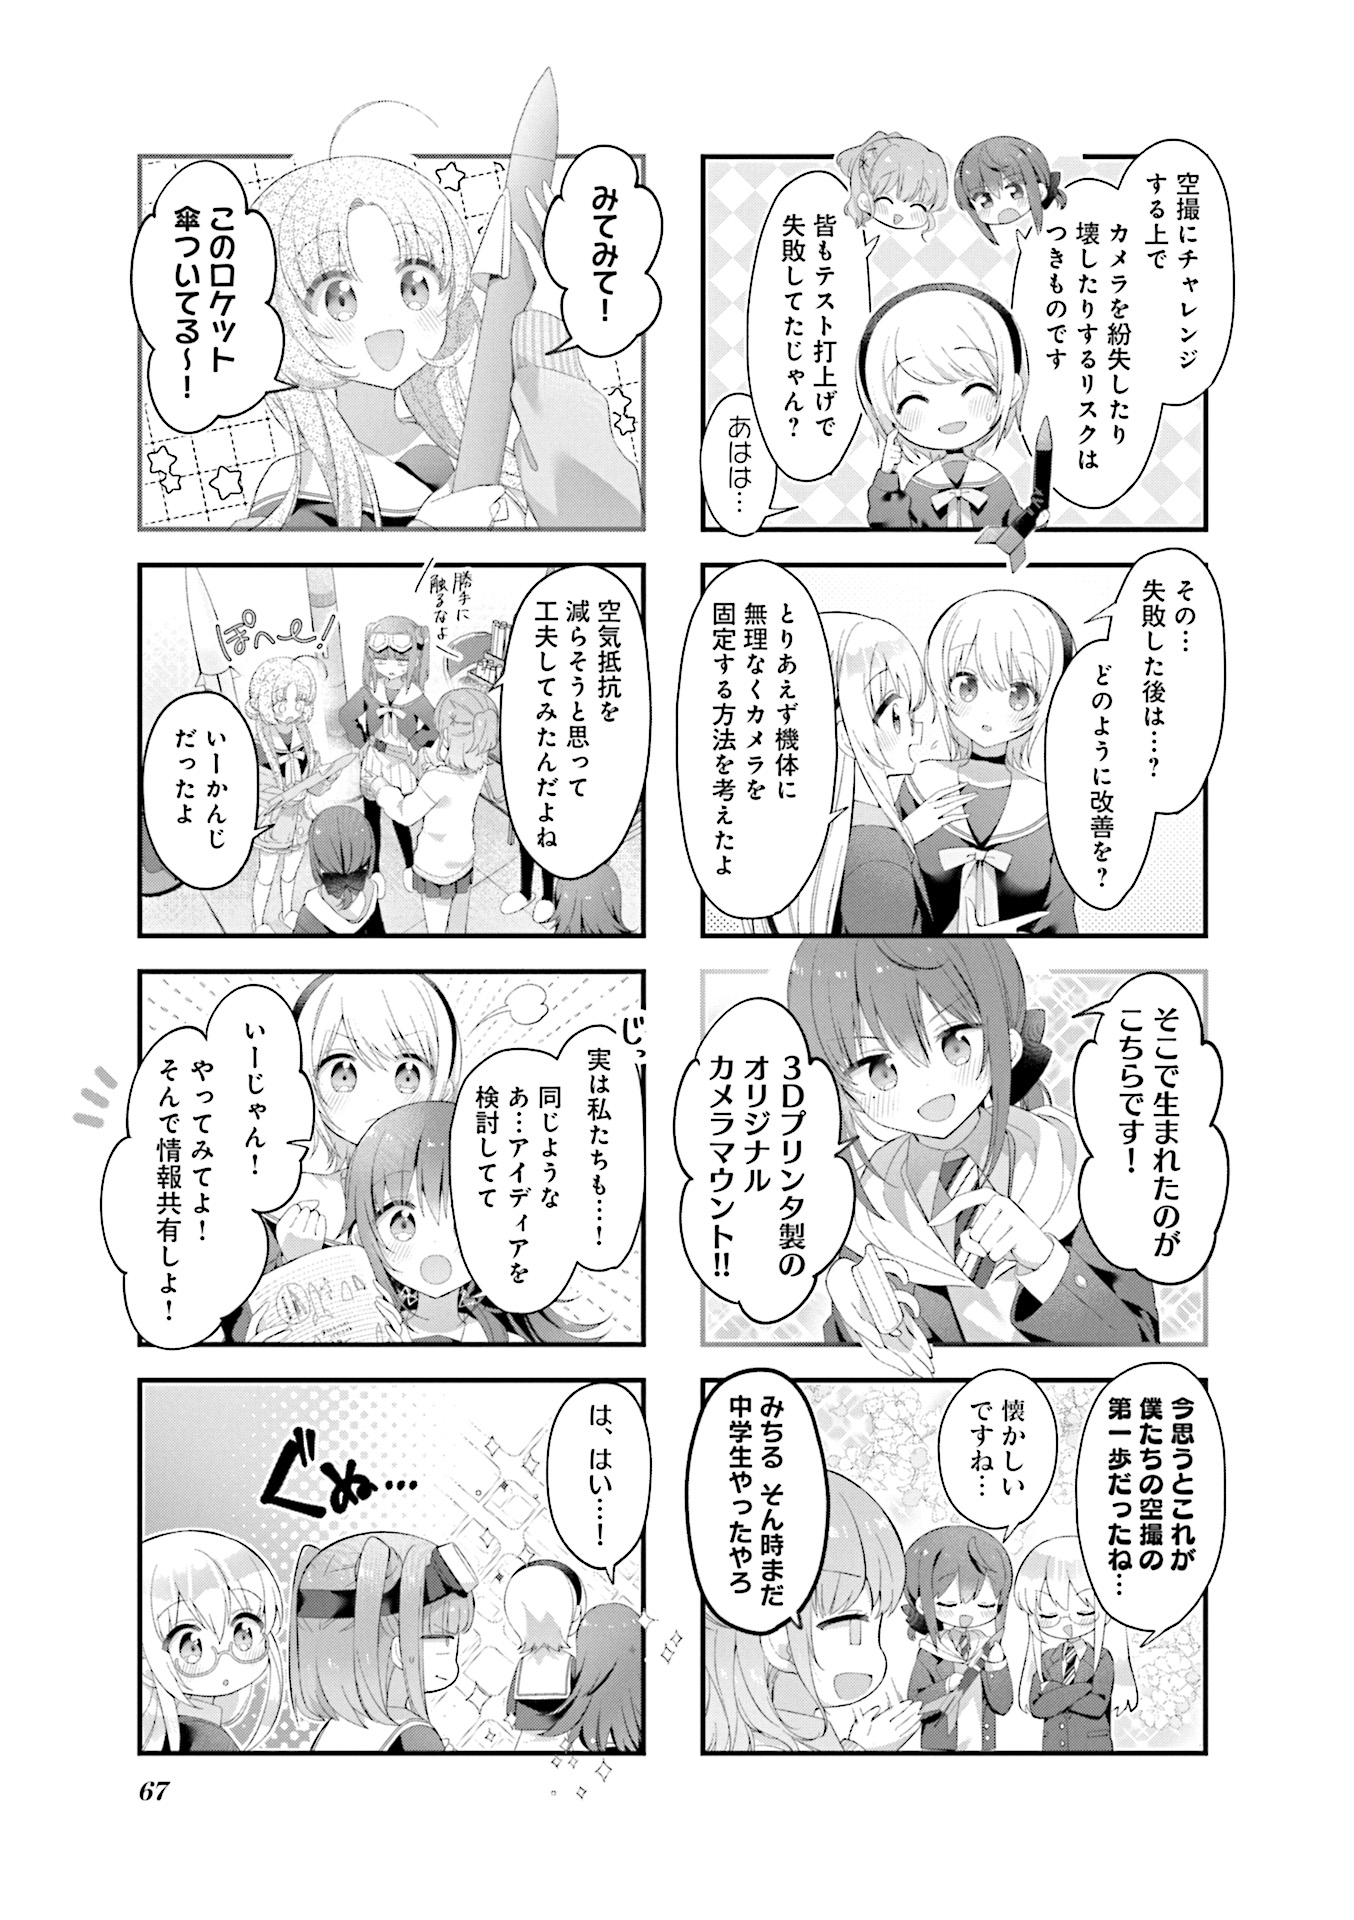 空撮にチャレンジ
する上で
カメラを紛失したり
壊したりするリスクは
つきものです
皆もテスト打上げで
失敗してたじゃん?
あはは…
その…
失敗した後は…?
どのように改善を?
とりあえず機体に
無理なくカメラを
固定する方法を考えたよ
そこで生まれたのが
こちらです!
3Dプリンタ製の
オリジナル
カメラマウント!!
今思うとこれが
僕たちの空撮の
第一歩だったね…
懐かしい
ですね…
みちる そん時まだ
中学生やったやろ
みてみて!
このロケット
傘ついてる〜!
空気抵抗を
減らそうと思って
工夫してみたんだよね
勝手に
触るなよ
ぽへ〜!
いーかんじ
だったよ
じっ
実は私たちも…!
同じような
あ…アイディアを
検討してて
いーじゃん!
やってみてよ!
そんで情報共有しよ!
は、はい…!
ぐぬ…
67